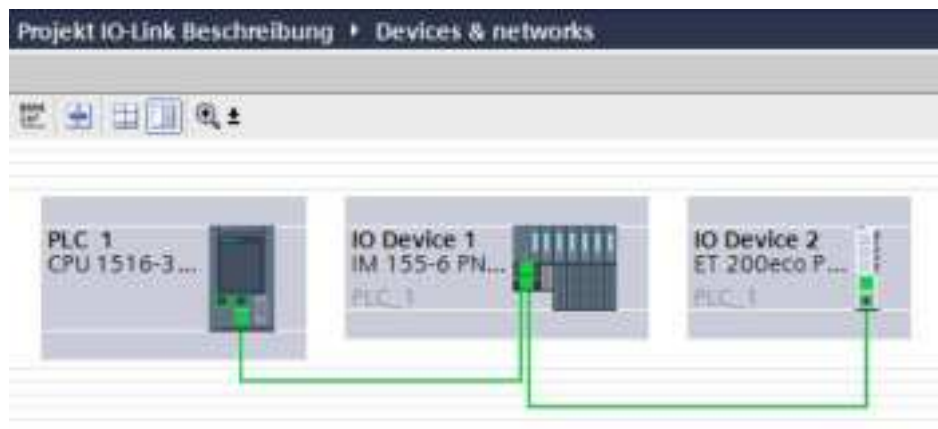 Projekt IO-Link Beschreibung ▸ Devices & networks
PLC_1
CPU 1516-3 ...
IO Device 1
IM 155-6 PN...
PLC_1
IO Device 2
ET 200eco P...
PLC_1